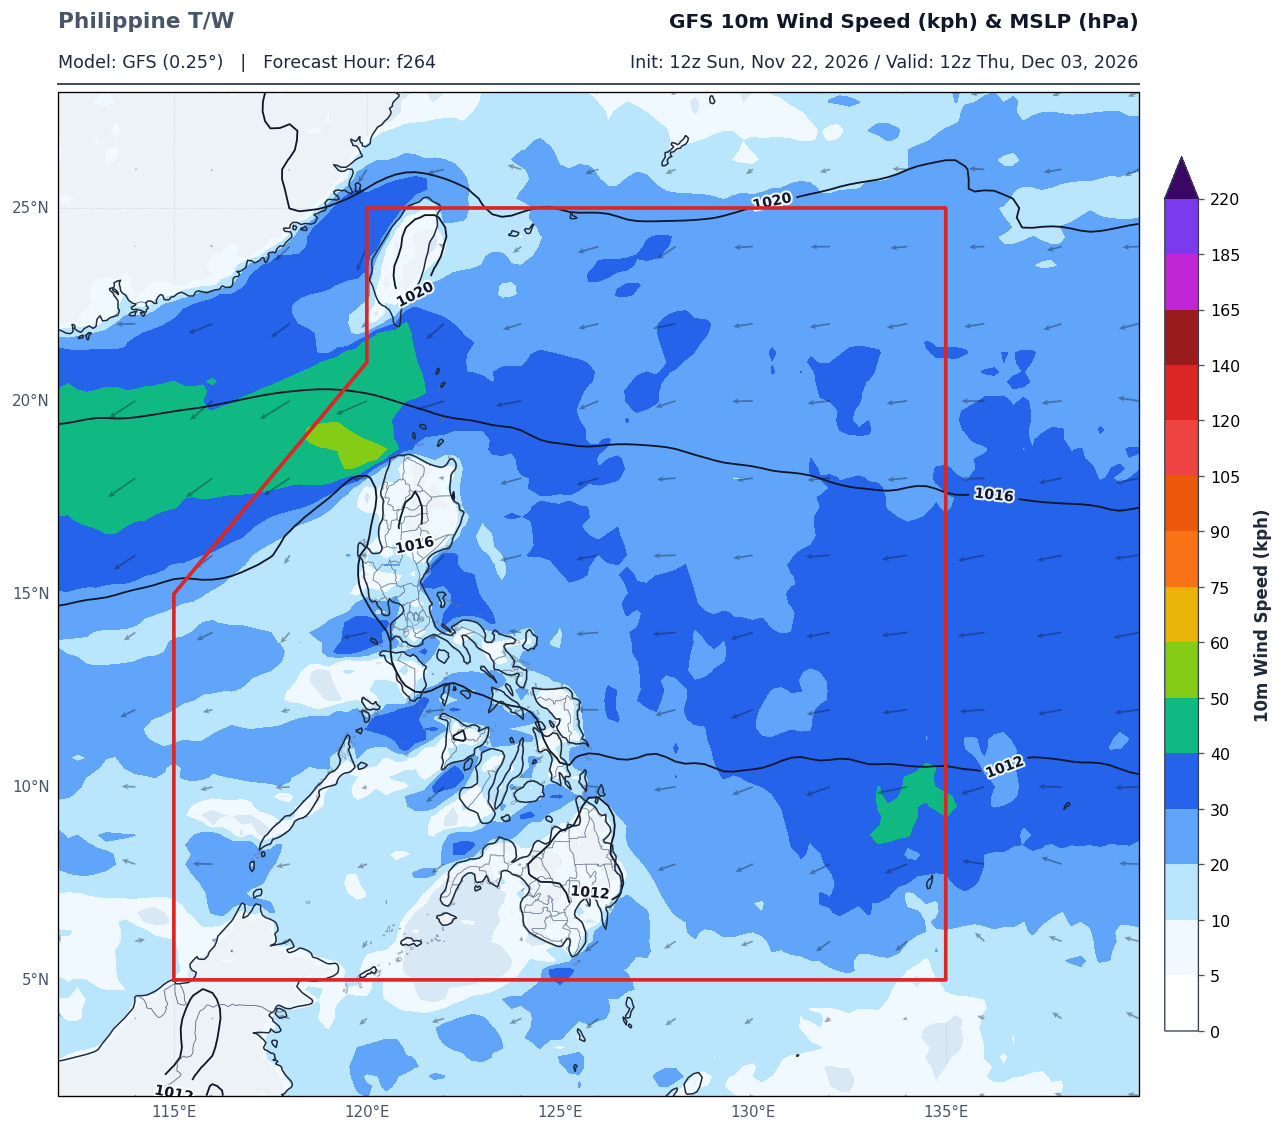 Philippine T/W
GFS 10m Wind Speed (kph) & MSLP (hPa)
Model: GFS (0.25°) | Forecast Hour: f264
Init: 12z Sun, Nov 22, 2026 / Valid: 12z Thu, Dec 03, 2026
25°N
20°N
15°N
10°N
5°N
115°E
120°E
125°E
130°E
135°E
1020
1020
1016
1016
1012
1012
1012
220
185
165
140
120
105
90
75
60
50
40
30
20
10
5
0
10m Wind Speed (kph)